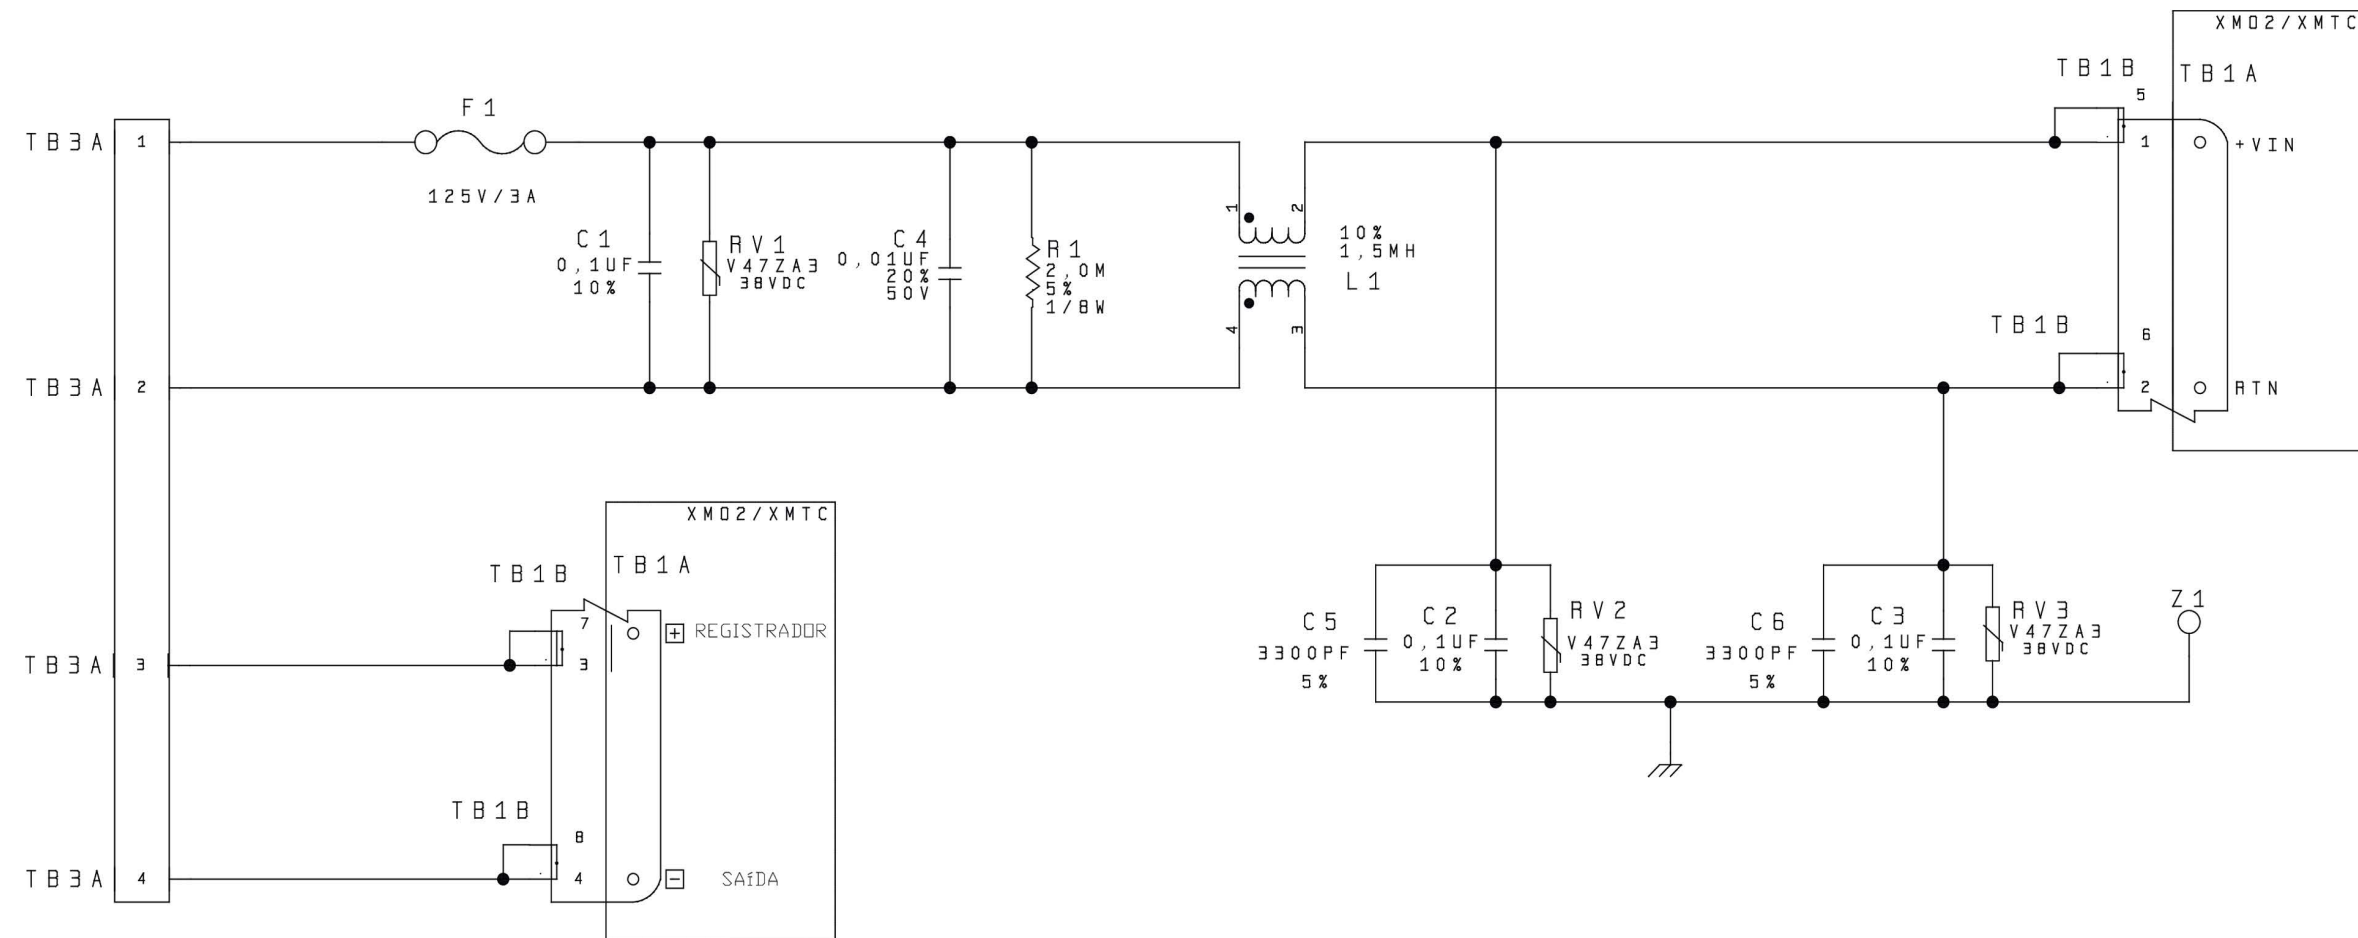 XMO2/XMTC
TB1B
TB1A
5
F1
TB3A
1
1
+VIN
125V/3A
1
2
C1
0,1UF
10%
RV1
V47ZA3
38VDC
C4
0,01UF
20%
50V
R1
2,0M
5%
1/8W
10%
1,5MH
L1
4
3
TB1B
6
TB3A
2
2
RTN
XMO2/XMTC
TB1B
TB1A
7
+ REGISTRADOR
TB3A
3
3
C5
3300PF
5%
C2
0,1UF
10%
RV2
V47ZA3
38VDC
C6
3300PF
5%
C3
0,1UF
10%
RV3
V47ZA3
38VDC
Z1
TB1B
8
TB3A
4
4
− SAíDA